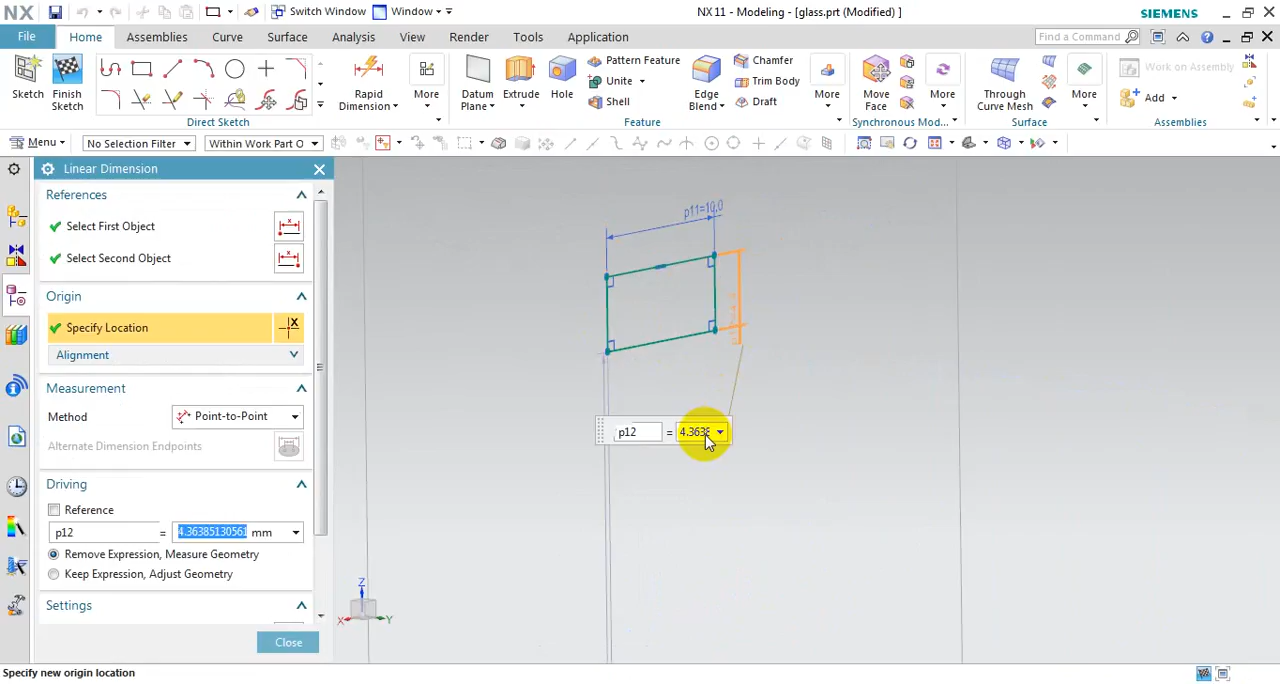 NX Switch Window Window NX 11 - Modeling - [glass.prt (Modified) ] SIEMENS
File Home Assemblies Curve Surface Analysis View Render Tools Application Find a Command
Sketch Finish Sketch Rapid Dimension More Datum Plane Extrude Hole Pattern Feature Unite Shell Edge Blend Chamfer Trim Body Draft More Move Face More Through Curve Mesh More Work on Assembly Add
Direct Sketch Feature Synchronous Mod... Surface Assemblies
Menu No Selection Filter Within Work Part O
Linear Dimension
References
Select First Object
Select Second Object
Origin
Specify Location
Alignment
Measurement
Method Point-to-Point
Alternate Dimension Endpoints
Driving
Reference
p12 = 4.36385130561 mm
Remove Expression, Measure Geometry
Keep Expression, Adjust Geometry
Settings
Close
p11=10,0
p12 = 4.3638
Z
X Y
Specify new origin location